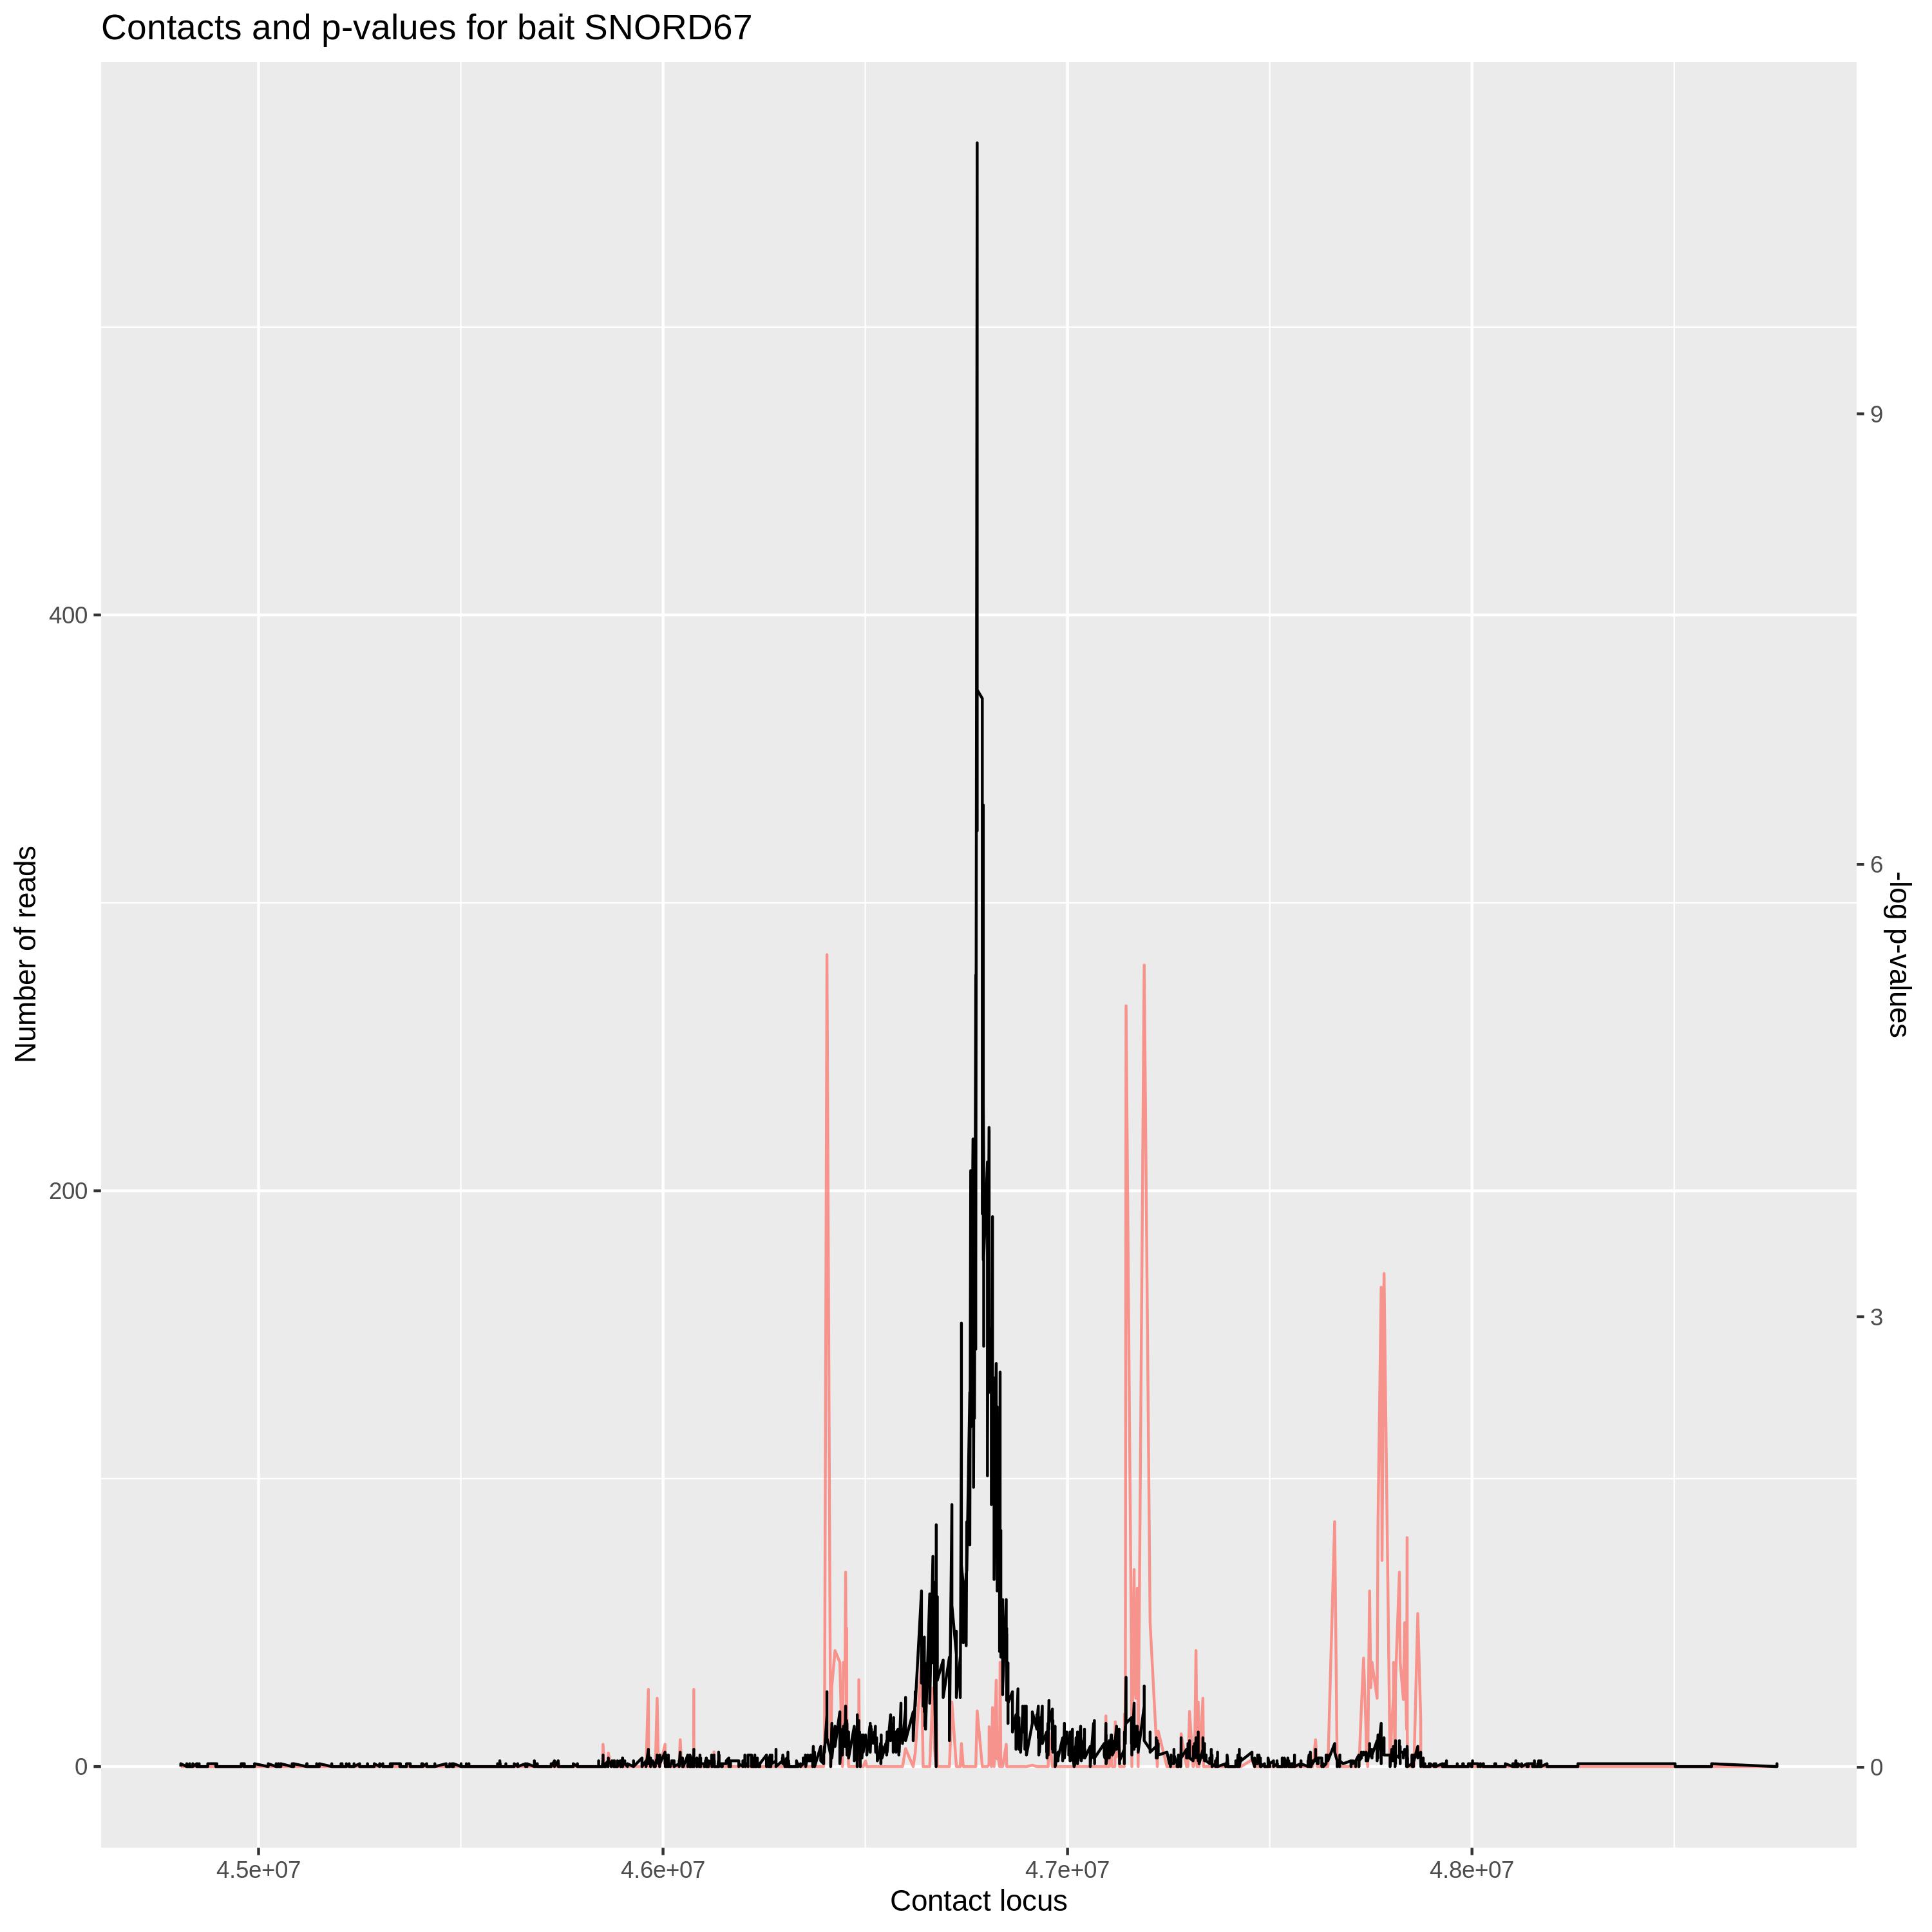 Contacts and p-values for bait SNORD67
Number of reads
400
200
0
9
6
3
0
-log p-values
4.5e+07
4.6e+07
4.7e+07
4.8e+07
Contact locus